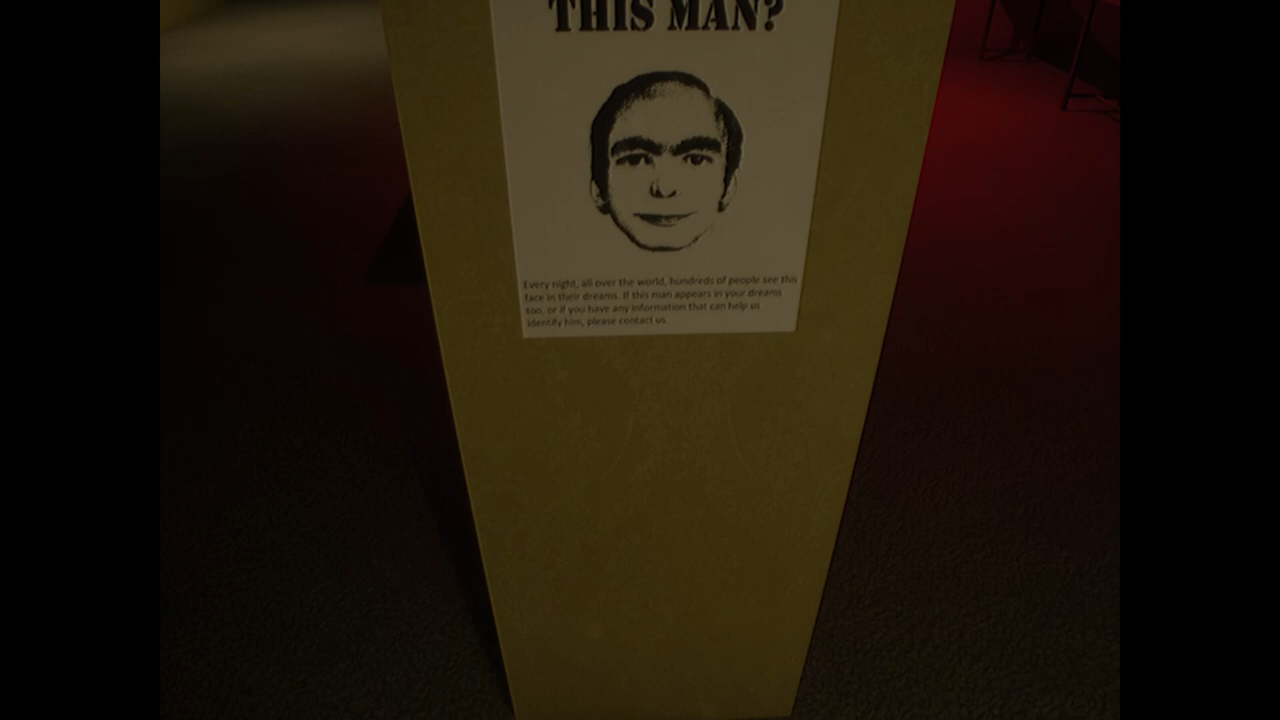 THIS MAN?
Every night, all over the world, hundreds of people see this
face in their dreams. If this man appears in your dreams
too, or if you have any information that can help us
identify him, please contact us.